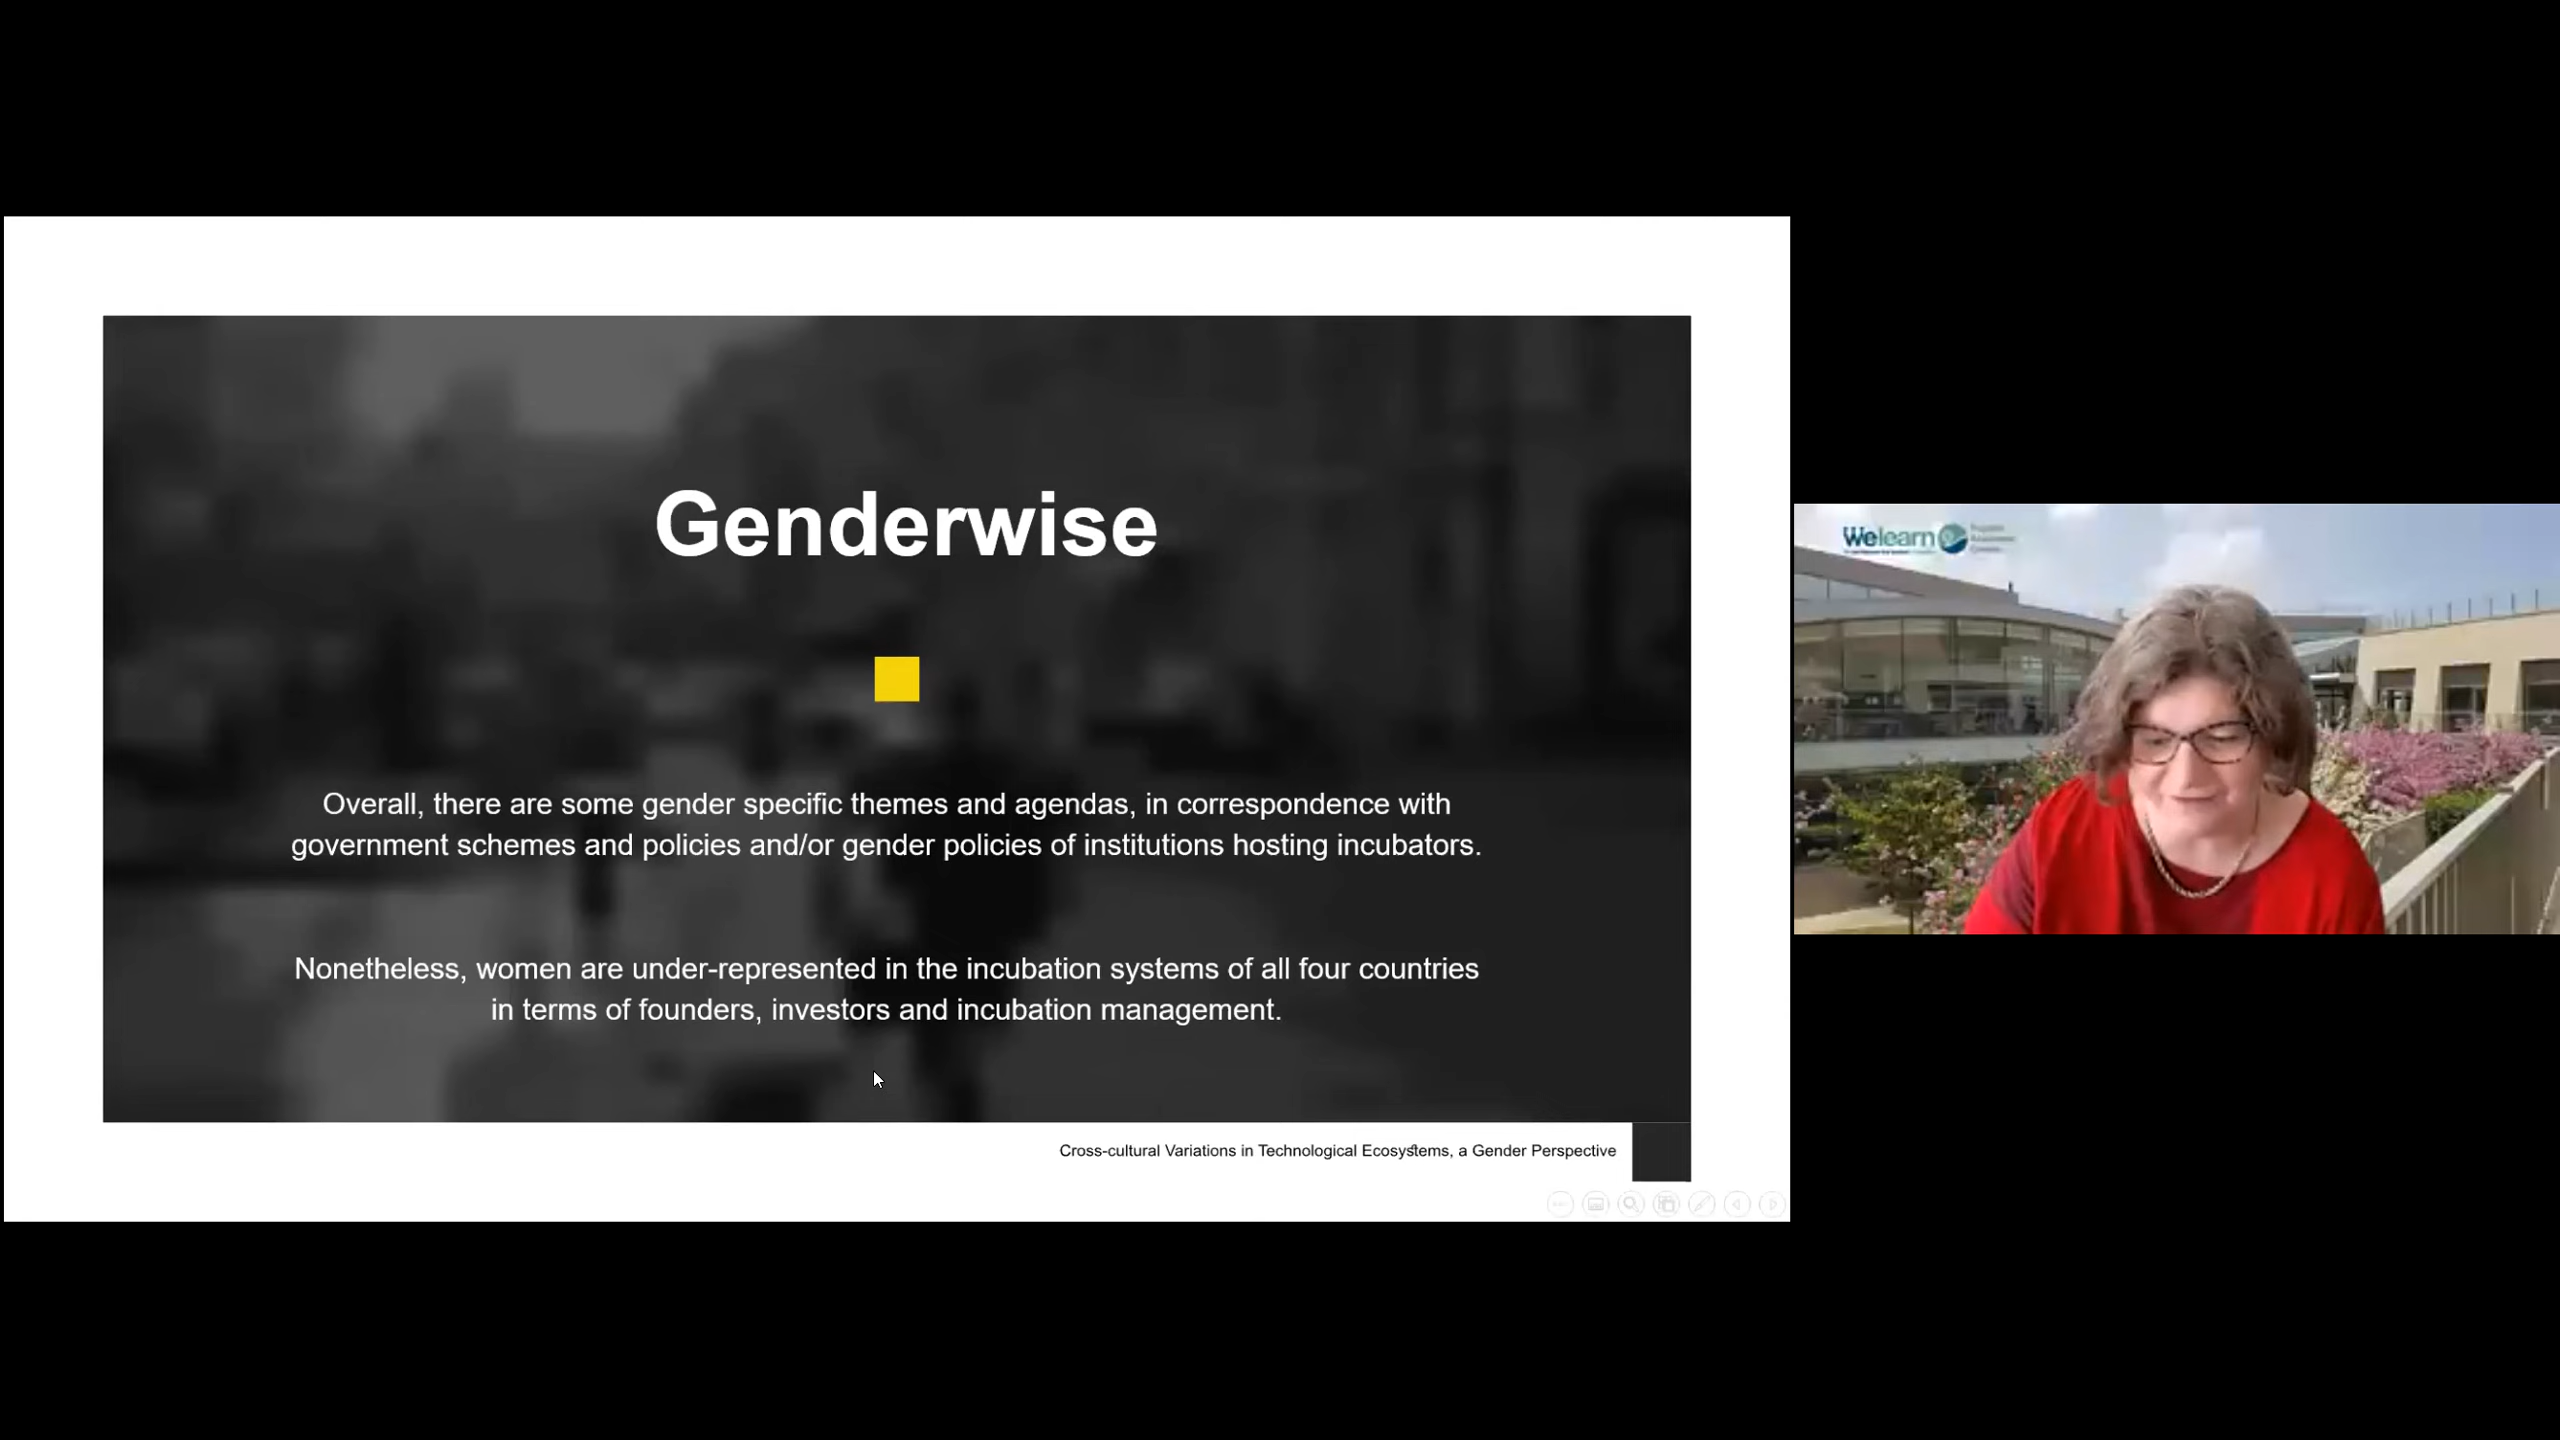 Genderwise
Overall, there are some gender specific themes and agendas, in correspondence with
government schemes and policies and/or gender policies of institutions hosting incubators.
Nonetheless, women are under-represented in the incubation systems of all four countries
in terms of founders, investors and incubation management.
Cross-cultural Variations in Technological Ecosystems, a Gender Perspective
Welearn